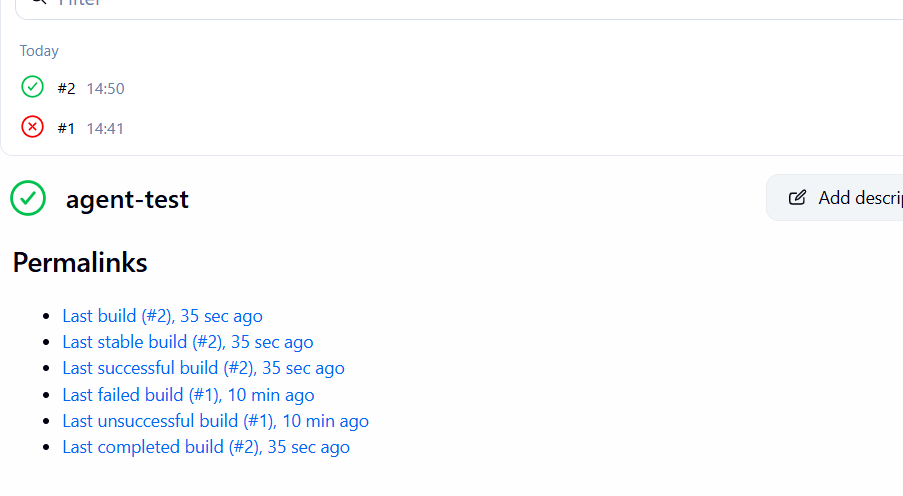 Filter
Today
#2 14:50
#1 14:41
agent-test
Add descrip
Permalinks
Last build (#2), 35 sec ago
Last stable build (#2), 35 sec ago
Last successful build (#2), 35 sec ago
Last failed build (#1), 10 min ago
Last unsuccessful build (#1), 10 min ago
Last completed build (#2), 35 sec ago